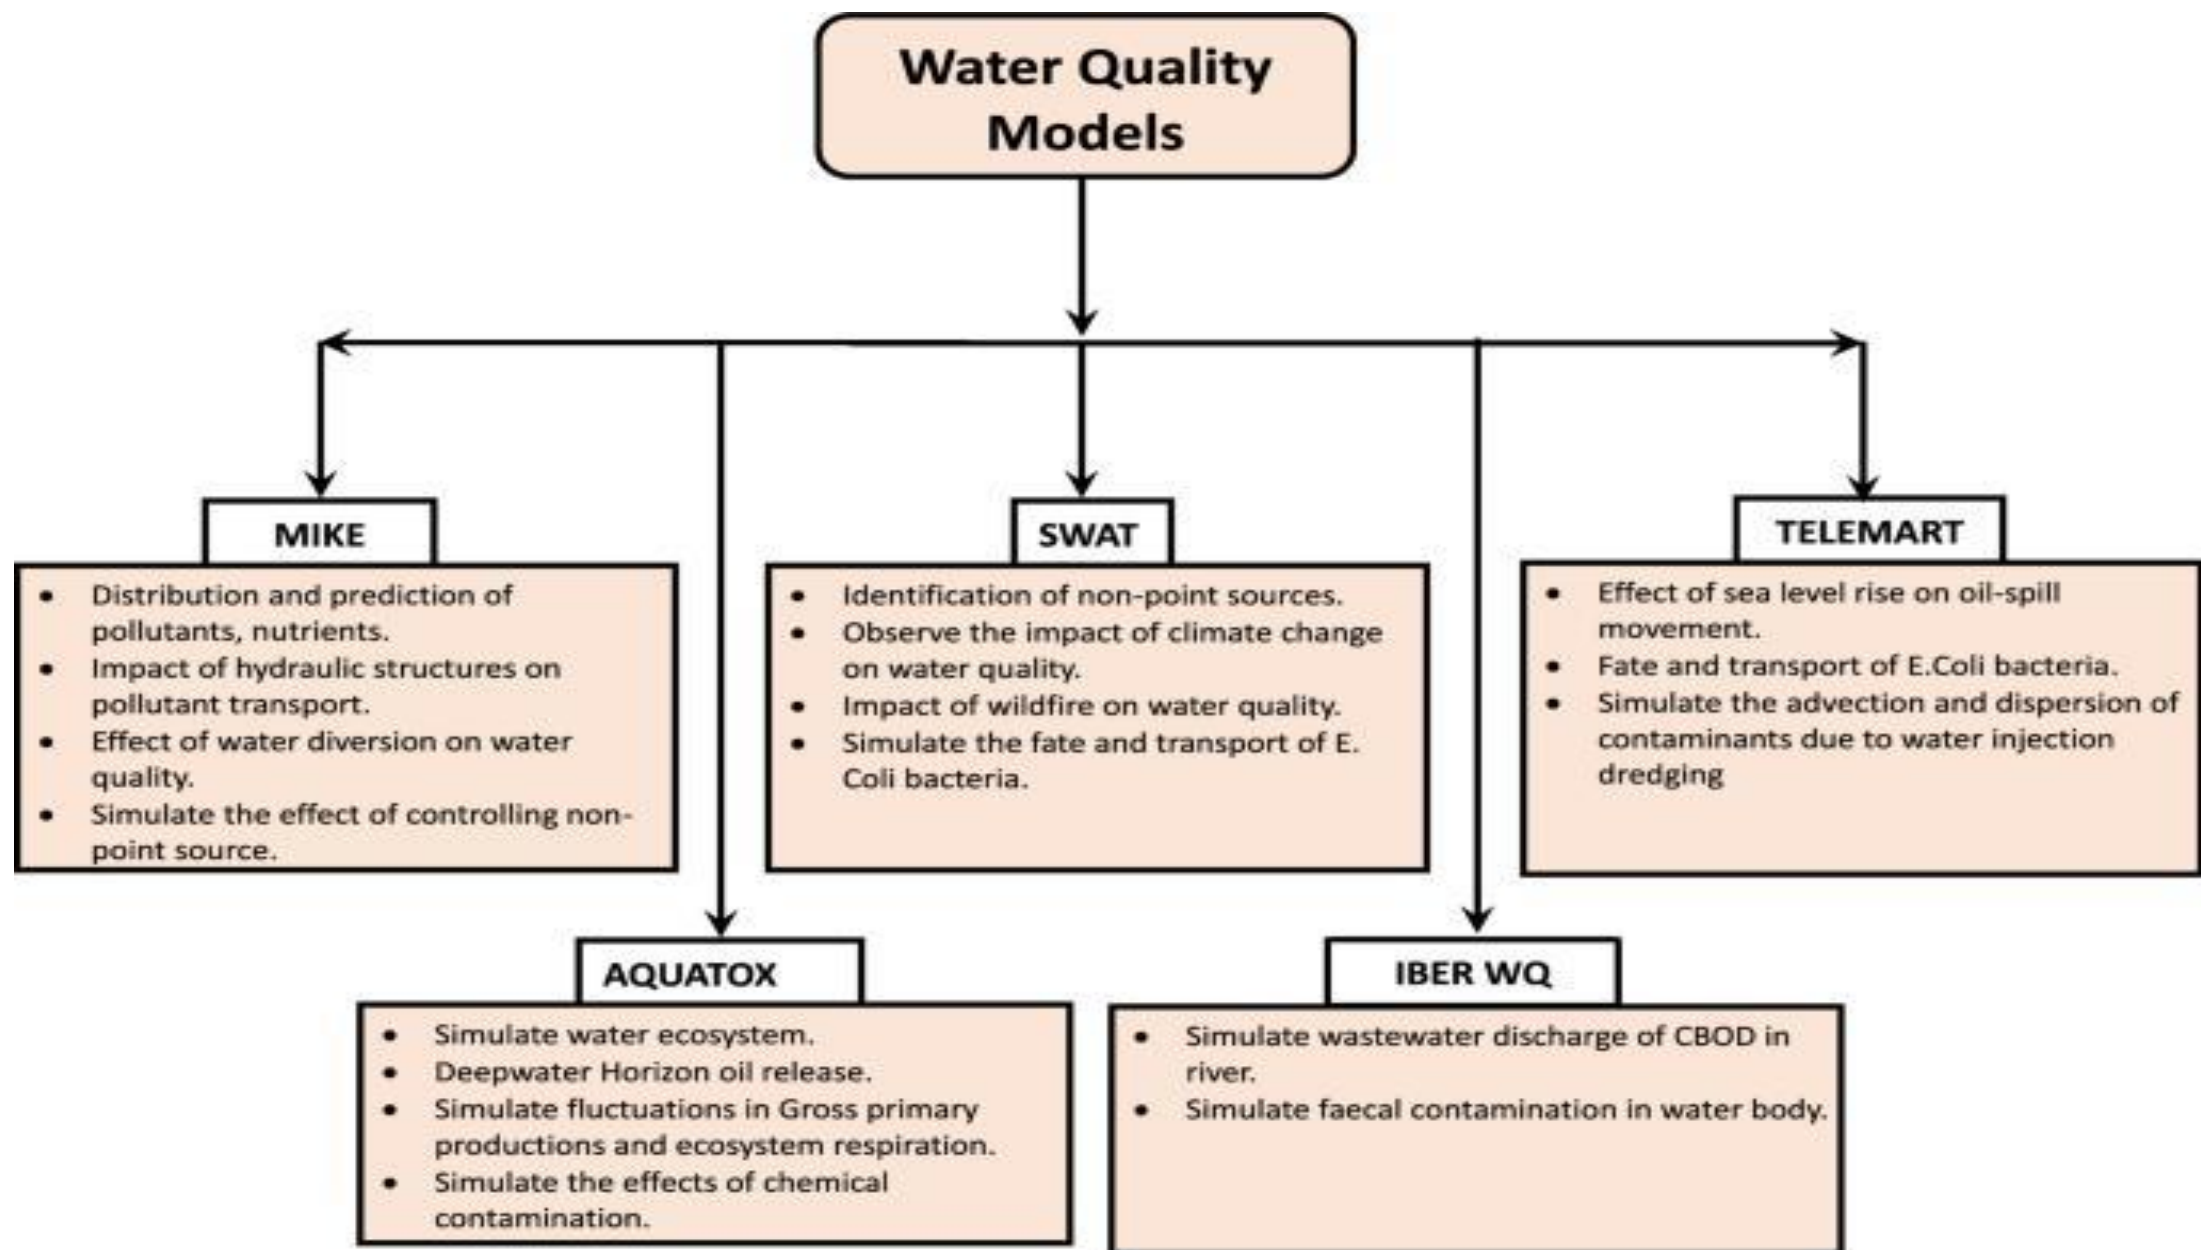 Water Quality
Models
MIKE
• Distribution and prediction of
pollutants, nutrients.
• Impact of hydraulic structures on
pollutant transport.
• Effect of water diversion on water
quality.
• Simulate the effect of controlling non-
point source.
SWAT
• Identification of non-point sources.
• Observe the impact of climate change
on water quality.
• Impact of wildfire on water quality.
• Simulate the fate and transport of E.
Coli bacteria.
TELEMART
• Effect of sea level rise on oil-spill
movement.
• Fate and transport of E.Coli bacteria.
• Simulate the advection and dispersion of
contaminants due to water injection
dredging
AQUATOX
• Simulate water ecosystem.
• Deepwater Horizon oil release.
• Simulate fluctuations in Gross primary
productions and ecosystem respiration.
• Simulate the effects of chemical
contamination.
IBER WQ
• Simulate wastewater discharge of CBOD in
river.
• Simulate faecal contamination in water body.